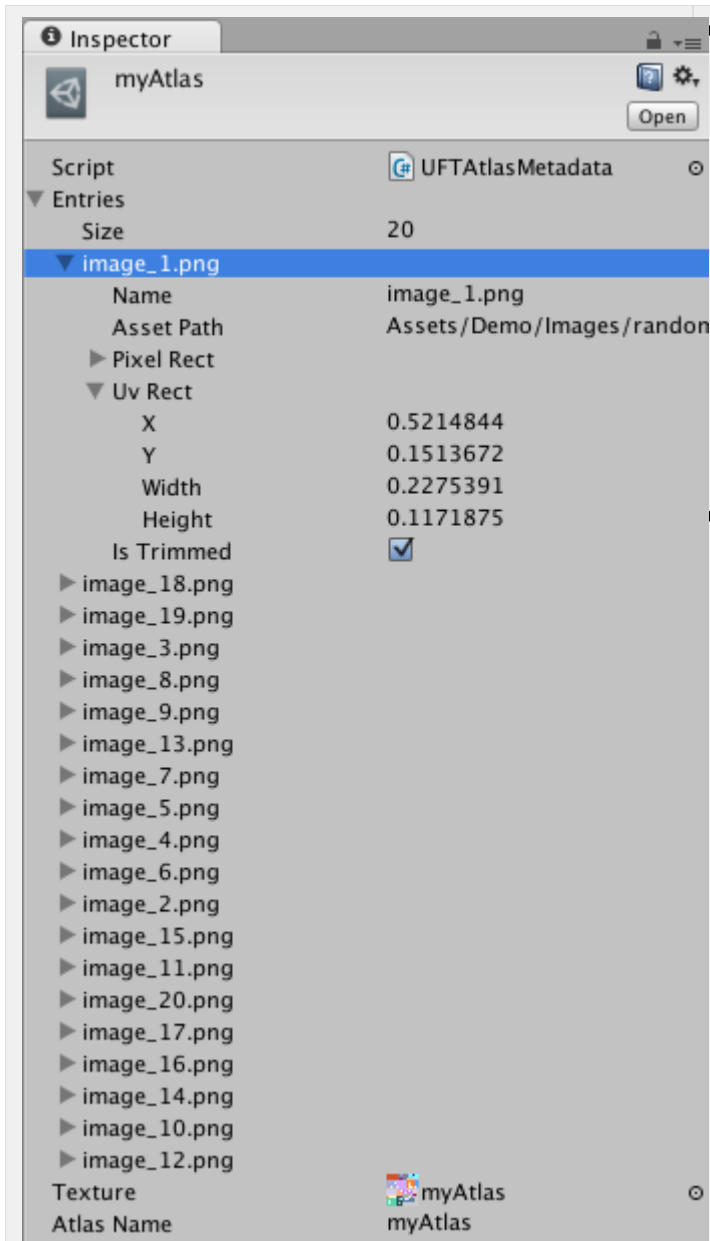 Inspector
myAtlas
Open
Script UFTAtlasMetadata
Entries
Size 20
image_1.png
Name image_1.png
Asset Path Assets/Demo/Images/random
Pixel Rect
Uv Rect
X 0.5214844
Y 0.1513672
Width 0.2275391
Height 0.1171875
Is Trimmed
image_18.png
image_19.png
image_3.png
image_8.png
image_9.png
image_13.png
image_7.png
image_5.png
image_4.png
image_6.png
image_2.png
image_15.png
image_11.png
image_20.png
image_17.png
image_16.png
image_14.png
image_10.png
image_12.png
Texture myAtlas
Atlas Name myAtlas